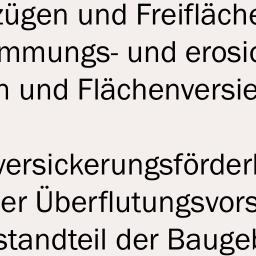 zügen und Freifläche
mmungs- und erosio
n und Flächenversie
versickerungsförderl
er Überflutungsvors
standteil der Baugeb